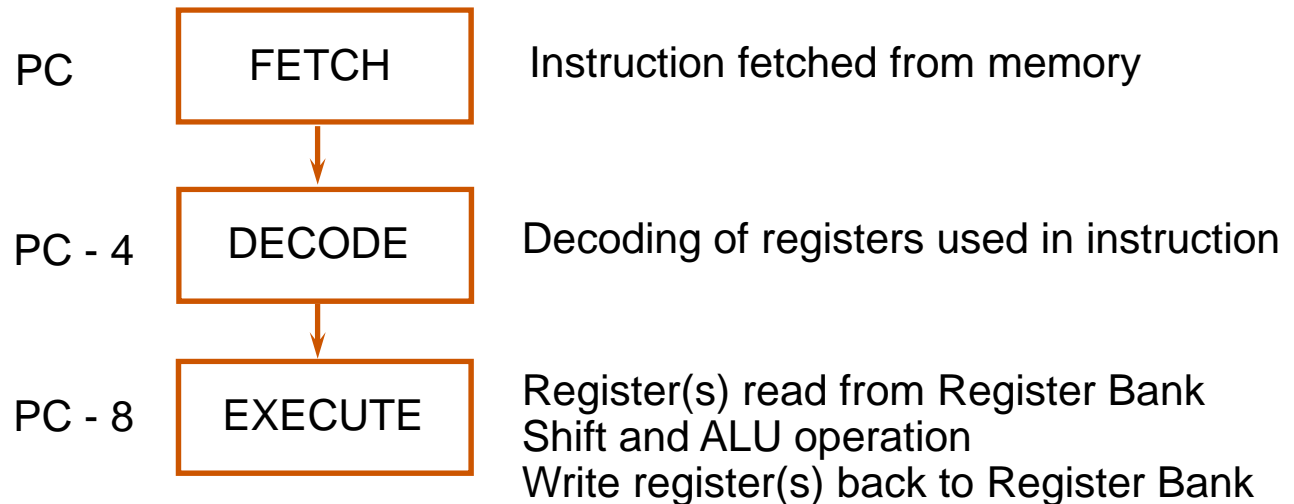 PC
FETCH
Instruction fetched from memory
PC - 4
DECODE
Decoding of registers used in instruction
PC - 8
EXECUTE
Register(s) read from Register Bank
Shift and ALU operation
Write register(s) back to Register Bank